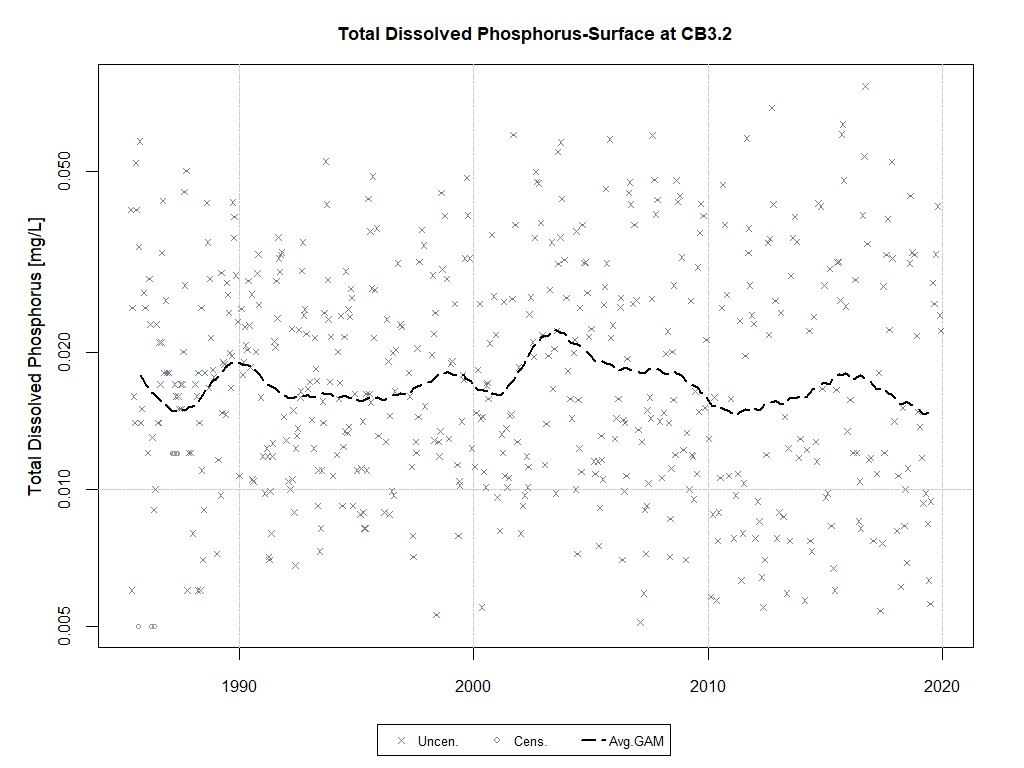 Total Dissolved Phosphorus-Surface at CB3.2
Total Dissolved Phosphorus [mg/L]
0.050
0.020
0.010
0.005
1990 2000 2010 2020
Uncen. Cens. Avg.GAM